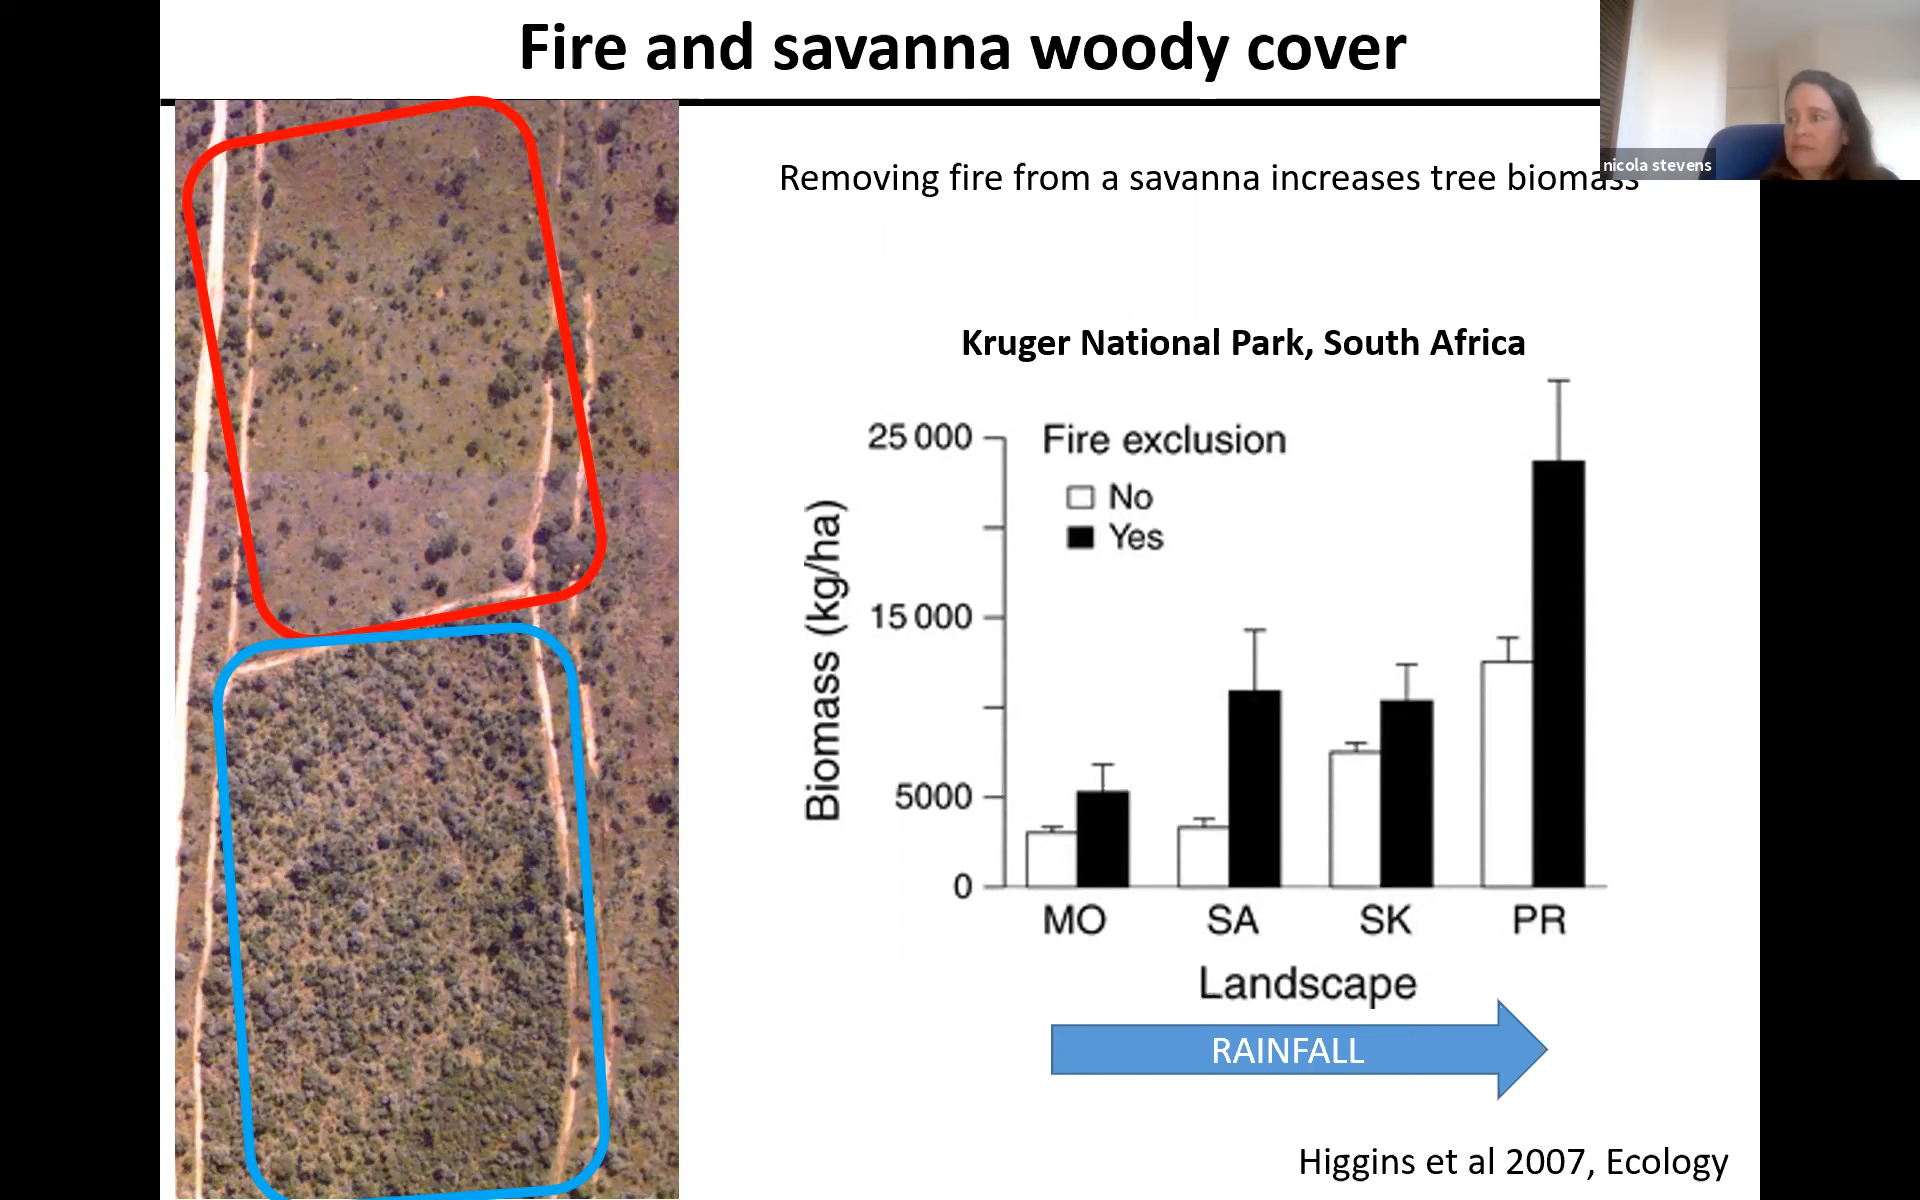 Fire and savanna woody cover
nicola stevens
Removing fire from a savanna increases tree biomass
Kruger National Park, South Africa
Fire exclusion
No
Yes
Biomass (kg/ha)
25 000
15 000
5000
0
MO SA SK PR
Landscape
RAINFALL
Higgins et al 2007, Ecology